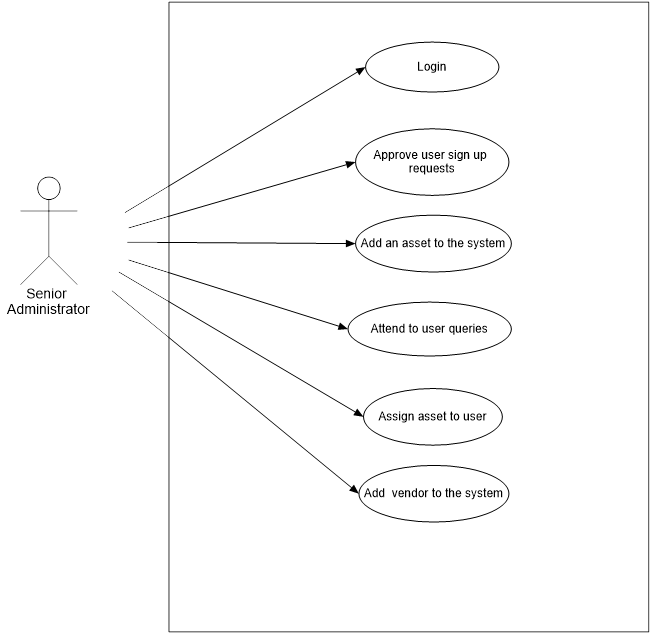 Login
Approve user sign up
requests
Add an asset to the system
Senior
Administrator
Attend to user queries
Assign asset to user
Add vendor to the system